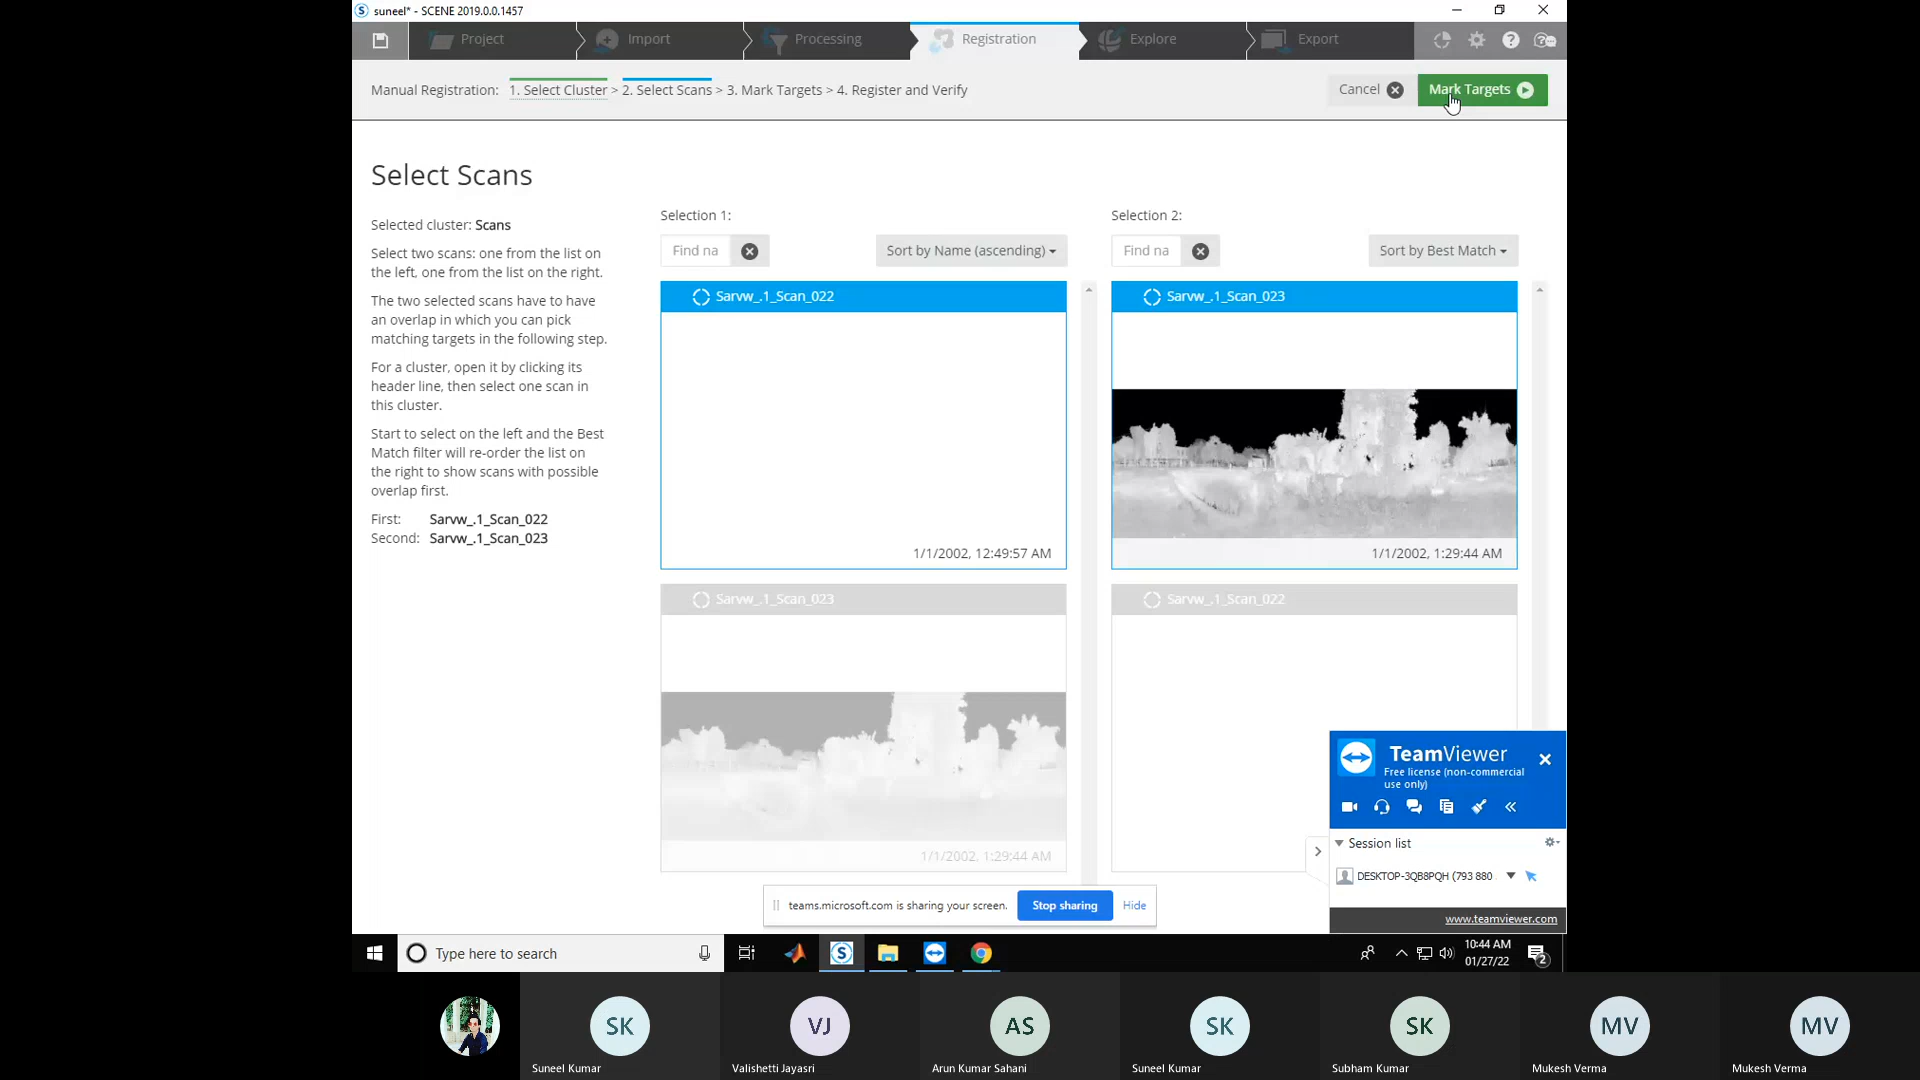 suneel* - SCENE 2019.0.0.1457
Project
Import
Processing
Registration
Explore
Export
Manual Registration: 1. Select Cluster > 2. Select Scans > 3. Mark Targets > 4. Register and Verify
Cancel
Mark Targets
Select Scans
Selected cluster: Scans
Select two scans: one from the list on
the left, one from the list on the right.
The two selected scans have to have
an overlap in which you can pick
matching targets in the following step.
For a cluster, open it by clicking its
header line, then select one scan in
this cluster.
Start to select on the left and the Best
Match filter will re-order the list on
the right to show scans with possible
overlap first.
First: Sarvw_.1_Scan_022
Second: Sarvw_.1_Scan_023
Selection 1:
Find na
Sort by Name (ascending)
Sarvw_.1_Scan_022
1/1/2002, 12:49:57 AM
Sarvw_.1_Scan_023
1/1/2002, 1:29:44 AM
Selection 2:
Find na
Sort by Best Match
Sarvw_.1_Scan_023
1/1/2002, 1:29:44 AM
Sarvw_.1_Scan_022
TeamViewer
Free license (non-commercial
use only)
Session list
DESKTOP-3QB8PQH (793 880
www.teamviewer.com
teams.microsoft.com is sharing your screen.
Stop sharing
Hide
Type here to search
10:44 AM
01/27/22
2
SK
Suneel Kumar
VJ
Valishetti Jayasri
AS
Arun Kumar Sahani
SK
Suneel Kumar
SK
Subham Kumar
MV
Mukesh Verma
MV
Mukesh Verma